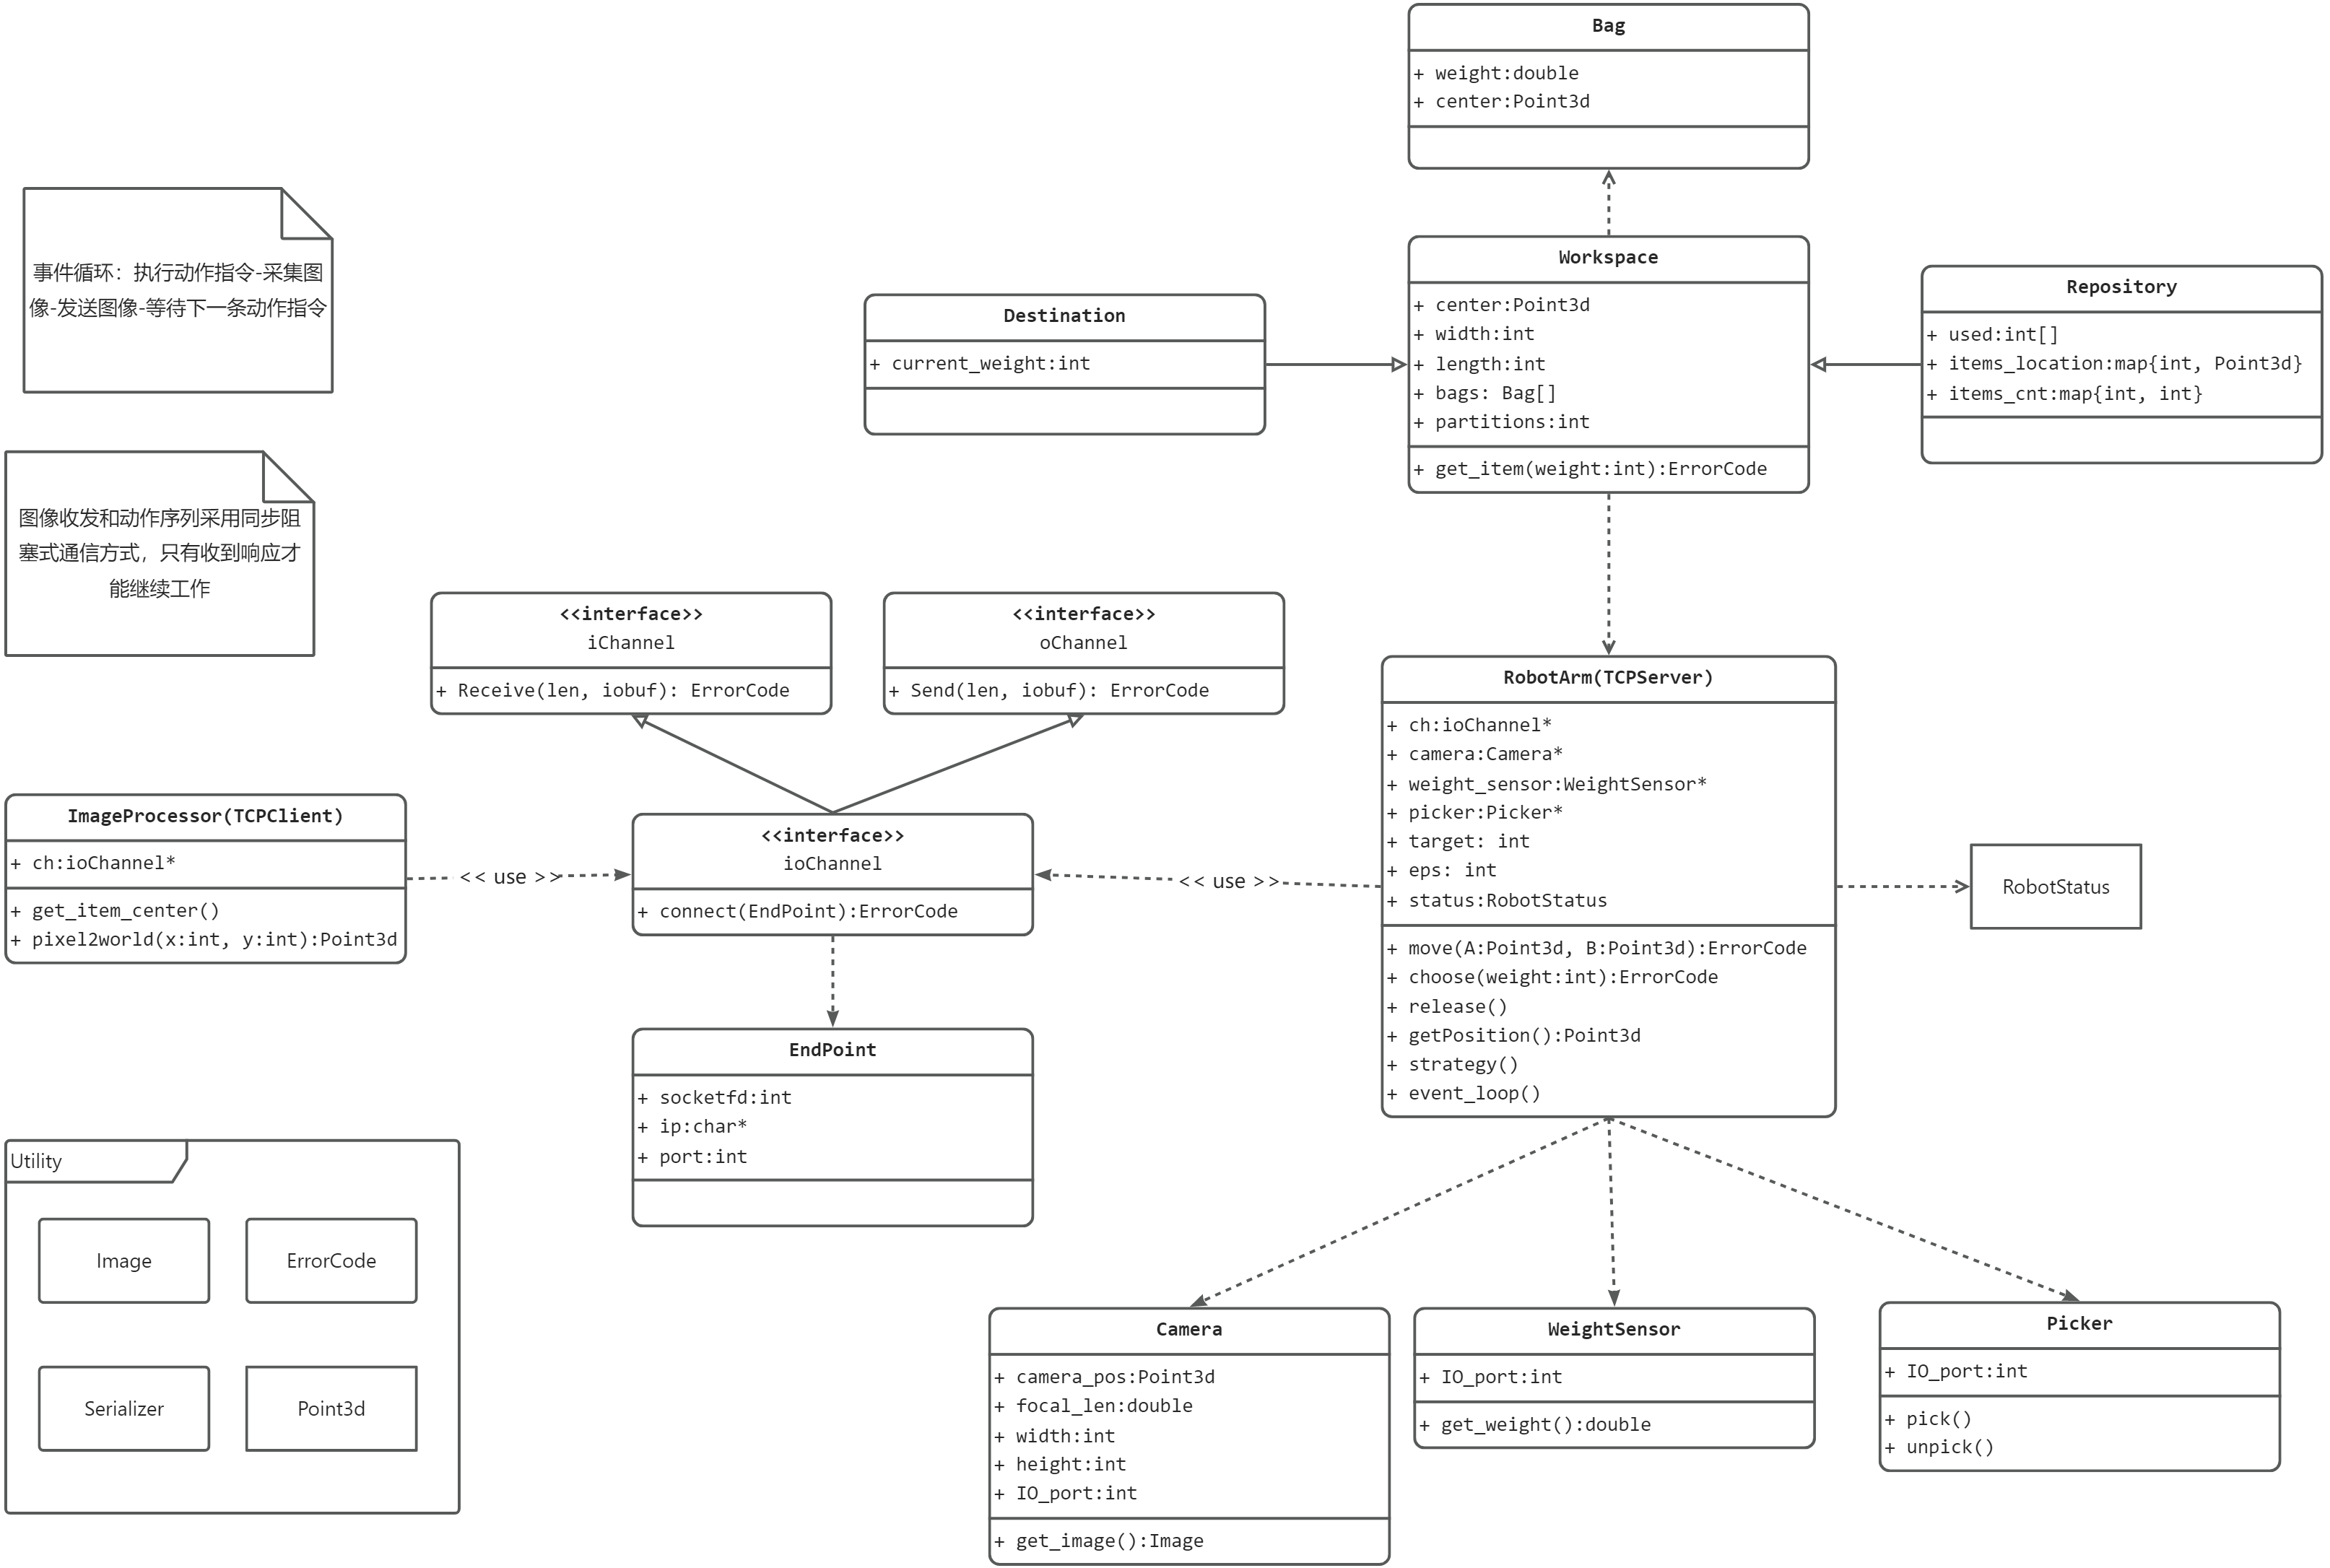 Bag
+ weight:double
+ center:Point3d
事件循环：执行动作指令-采集图
像-发送图像-等待下一条动作指令
Destination
+ current_weight:int
Workspace
+ center:Point3d
+ width:int
+ length:int
+ bags: Bag[]
+ partitions:int
+ get_item(weight:int):ErrorCode
Repository
+ used:int[]
+ items_location:map{int, Point3d}
+ items_cnt:map{int, int}
图像收发和动作序列采用同步阻
塞式通信方式，只有收到响应才
能继续工作
<<interface>>
iChannel
+ Receive(len, iobuf): ErrorCode
<<interface>>
oChannel
+ Send(len, iobuf): ErrorCode
ImageProcessor(TCPClient)
+ ch:ioChannel*
+ get_item_center()
+ pixel2world(x:int, y:int):Point3d
<< use >>
<<interface>>
ioChannel
+ connect(EndPoint):ErrorCode
<< use >>
RobotArm(TCPServer)
+ ch:ioChannel*
+ camera:Camera*
+ weight_sensor:WeightSensor*
+ picker:Picker*
+ target: int
+ eps: int
+ status:RobotStatus
+ move(A:Point3d, B:Point3d):ErrorCode
+ choose(weight:int):ErrorCode
+ release()
+ getPosition():Point3d
+ strategy()
+ event_loop()
RobotStatus
EndPoint
+ socketfd:int
+ ip:char*
+ port:int
Utility
Image
ErrorCode
Serializer
Point3d
Camera
+ camera_pos:Point3d
+ focal_len:double
+ width:int
+ height:int
+ IO_port:int
+ get_image():Image
WeightSensor
+ IO_port:int
+ get_weight():double
Picker
+ IO_port:int
+ pick()
+ unpick()